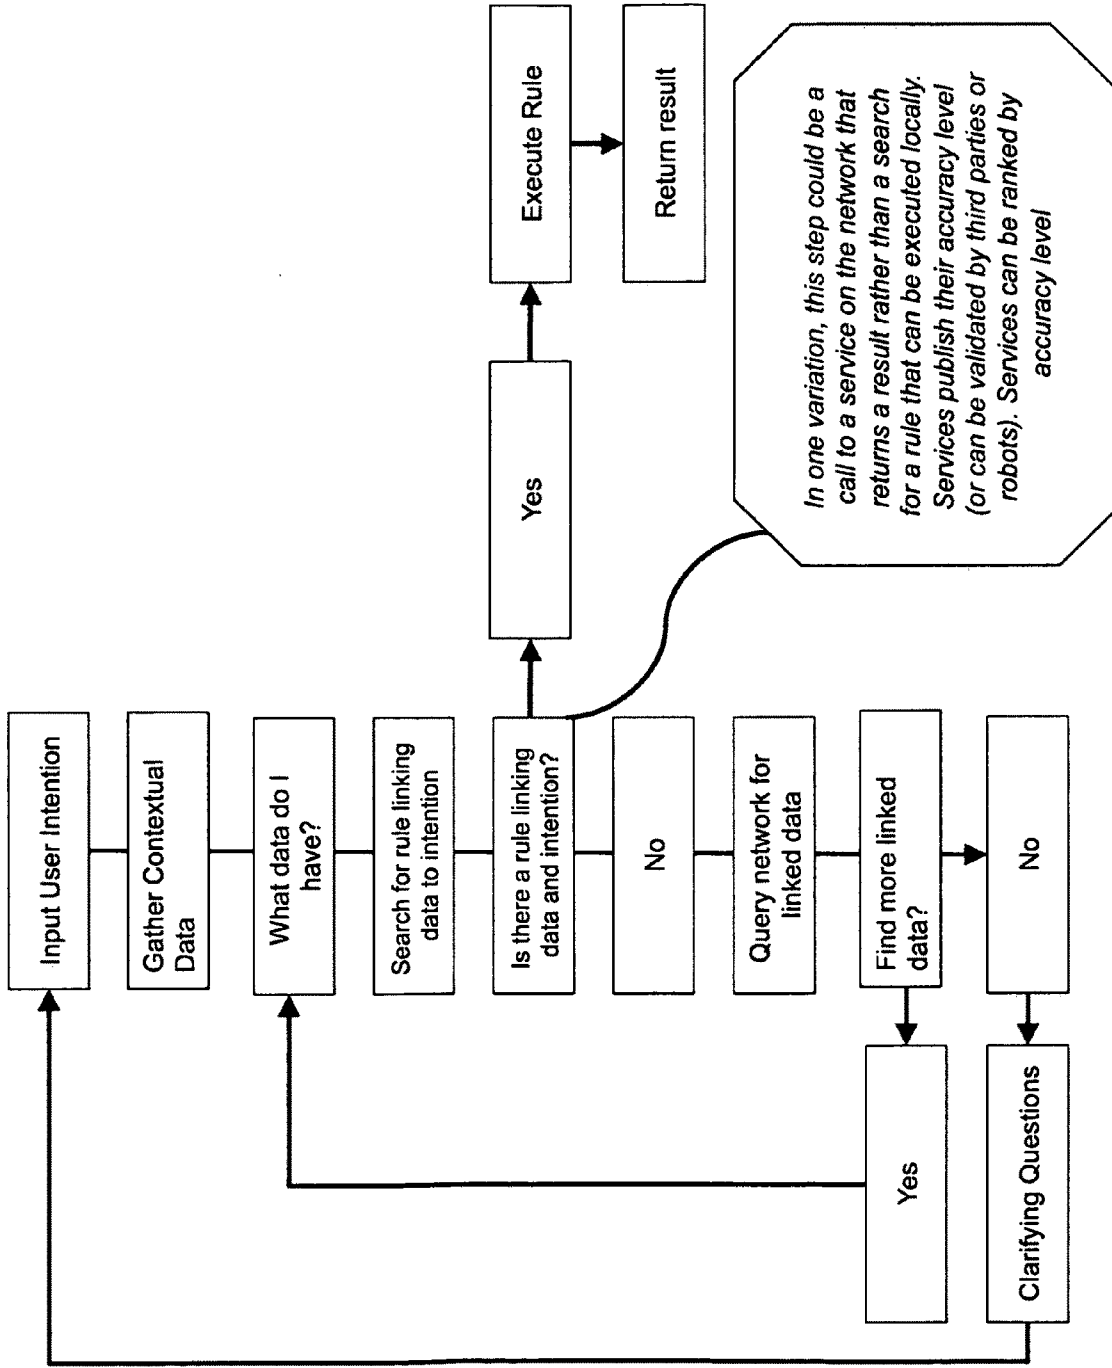 Input User Intention
Gather Contextual
Data
What data do I
have?
Search for rule linking
data to intention
Is there a rule linking
data and intention?
Yes
Execute Rule
Return result
In one variation, this step could be a
call to a service on the network that
returns a result rather than a search
for a rule that can be executed locally.
Services publish their accuracy level
(or can be validated by third parties or
robots). Services can be ranked by
accuracy level
No
Query network for
linked data
Find more linked
data?
Yes
No
Clarifying Questions